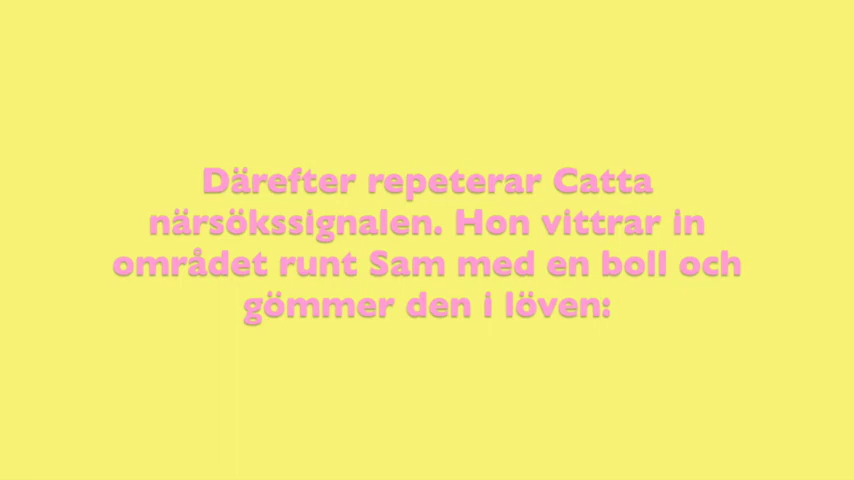 Därefter repeterar Catta
närsökssignalen. Hon vittrar in
området runt Sam med en boll och
gömmer den i löven: